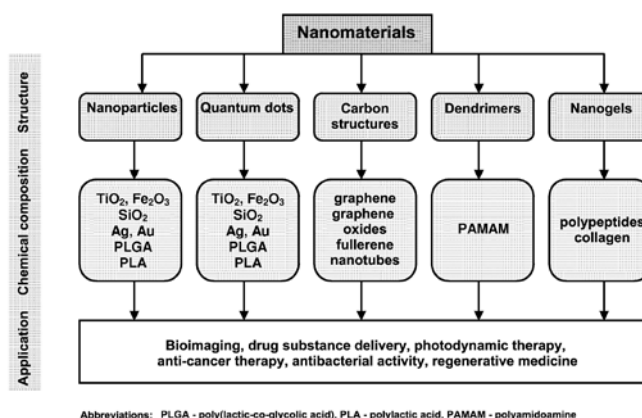 Nanomaterials
Structure
Nanoparticles
Quantum dots
Carbon
structures
Dendrimers
Nanogels
Chemical composition
TiO₂, Fe₂O₃
SiO₂
Ag, Au
PLGA
PLA
TiO₂, Fe₂O₃
SiO₂
Ag, Au
PLGA
PLA
graphene
graphene
oxides
fullerene
nanotubes
PAMAM
polypeptides
collagen
Application
Bioimaging, drug substance delivery, photodynamic therapy,
anti-cancer therapy, antibacterial activity, regenerative medicine
Abbreviations: PLGA - poly(lactic-co-glycolic acid), PLA - polylactic acid, PAMAM - polyamidoamine